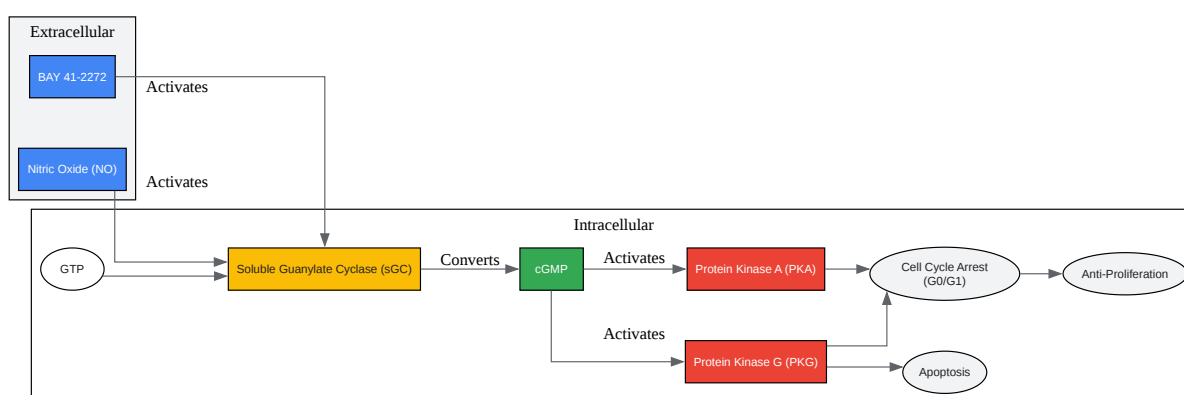 Extracellular
BAY 41-2272
Activates
Nitric Oxide (NO)
Activates
Intracellular
GTP
Soluble Guanylate Cyclase (sGC)
Converts
cGMP
Activates
Protein Kinase A (PKA)
Cell Cycle Arrest
(G0/G1)
Anti-Proliferation
Activates
Protein Kinase G (PKG)
Apoptosis